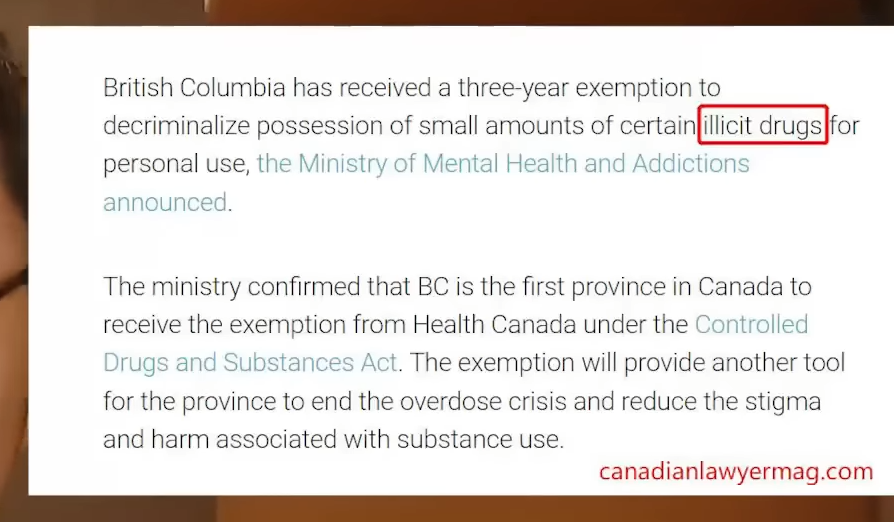 British Columbia has received a three-year exemption to
decriminalize possession of small amounts of certain illicit drugs for
personal use, the Ministry of Mental Health and Addictions
announced.
The ministry confirmed that BC is the first province in Canada to
receive the exemption from Health Canada under the Controlled
Drugs and Substances Act. The exemption will provide another tool
for the province to end the overdose crisis and reduce the stigma
and harm associated with substance use.
canadianlawyermag.com